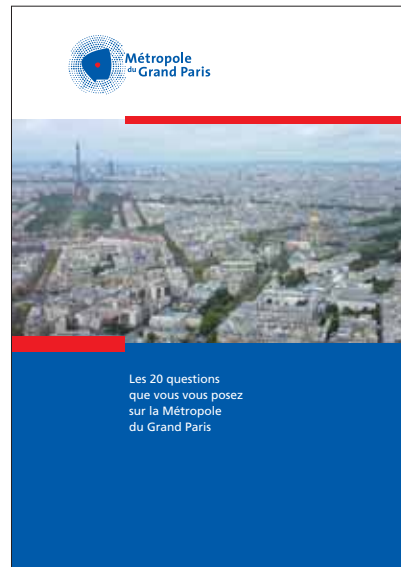 Métropole
du Grand Paris
Les 20 questions
que vous vous posez
sur la Métropole
du Grand Paris